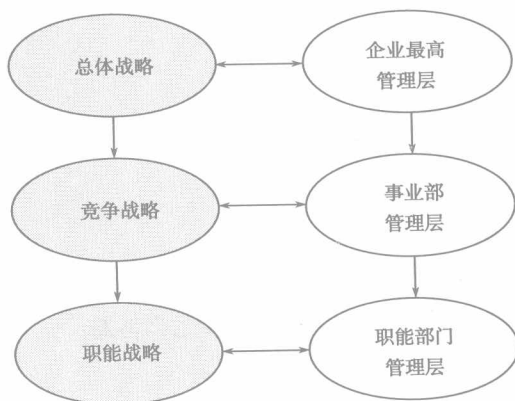 总体战略
企业最高
管理层
竞争战略
事业部
管理层
职能战略
职能部门
管理层